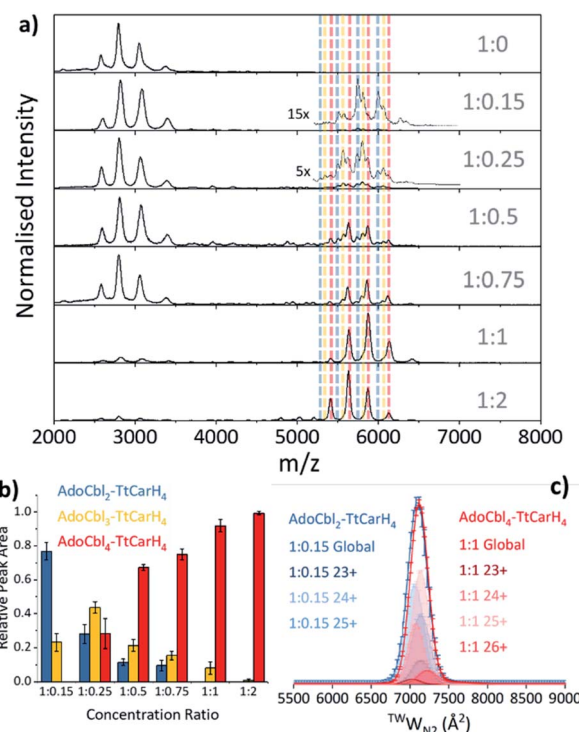 a)
Normalised Intensity
1:0
15x
1:0.15
5x
1:0.25
1:0.5
1:0.75
1:1
1:2
2000 3000 4000 5000 6000 7000 8000
m/z
b)
Relative Peak Area
1.0
0.8
0.6
0.4
0.2
0.0
AdoCbl2-TtCarH4
AdoCbl3-TtCarH4
AdoCbl4-TtCarH4
1:0.15 1:0.25 1:0.5 1:0.75 1:1 1:2
Concentration Ratio
c)
AdoCbl2-TtCarH4
1:0.15 Global
1:0.15 23+
1:0.15 24+
1:0.15 25+
AdoCbl4-TtCarH4
1:1 Global
1:1 23+
1:1 24+
1:1 25+
1:1 26+
5500 6000 6500 7000 7500 8000 8500 9000
TWWN2 (Å2)